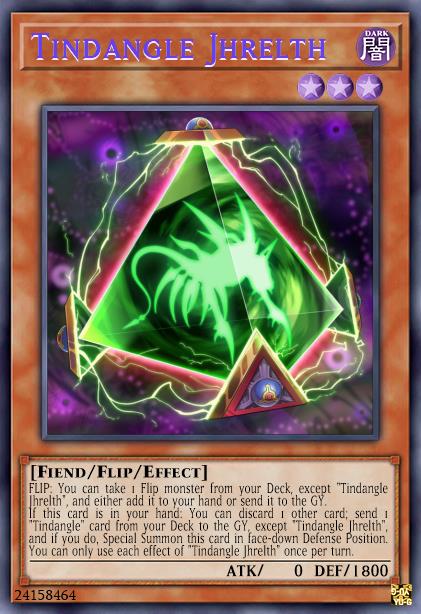 TINDANGLE JHRELTH
DARK
闇
[FIEND/FLIP/EFFECT]
FLIP: You can take 1 Flip monster from your Deck, except "Tindangle
Jhrelth", and either add it to your hand or send it to the GY.
If this card is in your hand: You can discard 1 other card; send 1
"Tindangle" card from your Deck to the GY, except "Tindangle Jhrelth",
and if you do, Special Summon this card in face-down Defense Position.
You can only use each effect of "Tindangle Jhrelth" once per turn.
ATK/ 0 DEF/1800
24158464